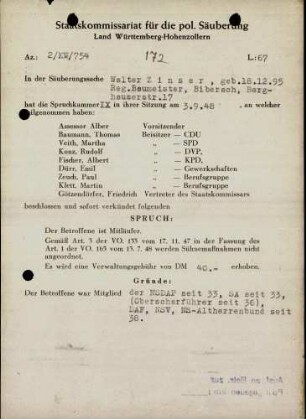 Staatskommissariat für die pol. Säuberung
Land Württemberg-Hohenzollern
Az: 2/EW/754 172 L:67
In der Säuberungssache Walter Zinser, geb.18.12.95
Reg.Baumeister, Biberach, Berg-
hauserstr.17
hat die Spruchkammer IX in ihrer Sitzung am 3.9.48 , an welcher
teilgenommen haben:
Assessor Alber Vorsitzender
Baumann, Thomas Beisitzer — CDU
Veith, Martha „ — SPD
Konz, Rudolf „ — DVP,
Fischer, Albert „ — KPD,
Dürr, Emil „ — Gewerkschaften
Zendt, Paul „ — Berufsgruppe
Klett, Martin „ — Berufsgruppe
Götzendörfer, Friedrich Vertreter des Staatskommissars
beschlossen und sofort verkündet folgenden
SPRUCH:
Der Betroffene ist Mitläufer.
Gemäß Art. 3 der VO. 133 vom 17. 11. 47 in der Fassung des
Art. 1 der VO. 165 vom 13. 7. 48 werden Sühnemaßnahmen nicht
angeordnet.
Es wird eine Verwaltungsgebühr von DM 40.— erhoben.
Gründe:
Der Betroffene war Mitglied der NSDAP seit 33, SA seit 33,
(Oberscharführer seit 36),
DAF, NSV, NS-Altherrenbund seit
38.